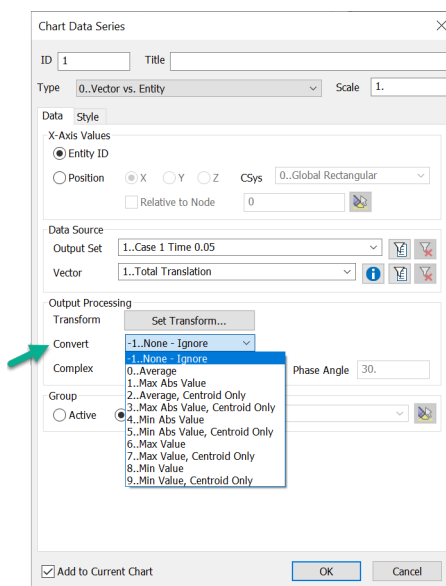 Chart Data Series
ID 1 Title
Type 0..Vector vs. Entity Scale 1.
Data Style
X-Axis Values
Entity ID
Position X Y Z CSys 0..Global Rectangular
Relative to Node 0
Data Source
Output Set 1..Case 1 Time 0.05
Vector 1..Total Translation
Output Processing
Transform Set Transform...
Convert -1..None - Ignore
-1..None - Ignore
0..Average
1..Max Abs Value
2..Average, Centroid Only
3..Max Abs Value, Centroid Only
4..Min Abs Value
5..Min Abs Value, Centroid Only
6..Max Value
7..Max Value, Centroid Only
8..Min Value
9..Min Value, Centroid Only
Complex Phase Angle 30.
Group
Active
Add to Current Chart OK Cancel